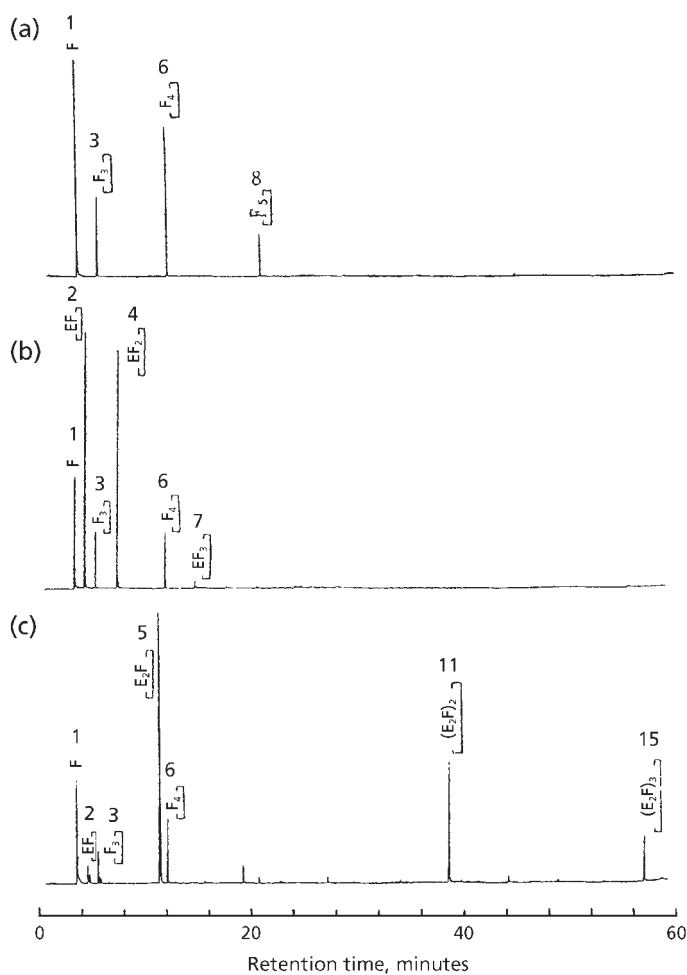 (a)
1
F
3
F₃
6
F₄
8
F₅
(b)
2
EF
4
EF₂
1
F
3
F₃
6
F₄
7
EF₃
(c)
5
E₂F
1
F
2
EF
3
F₃
6
F₄
11
(E₂F)₂
15
(E₂F)₃
0 20 40 60
Retention time, minutes